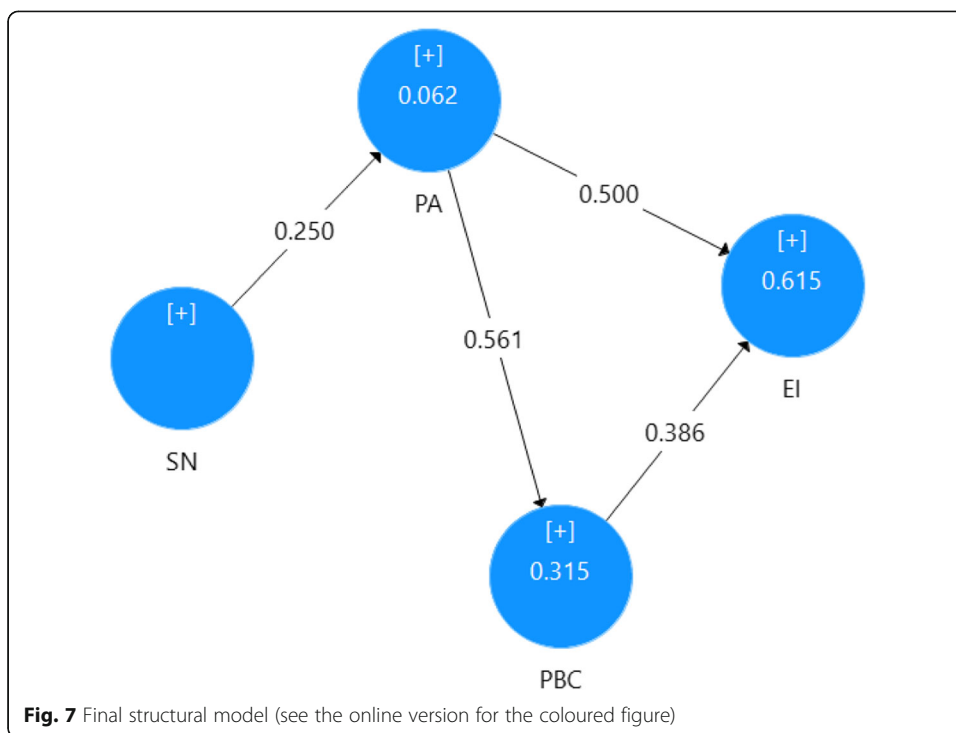 [+]
0.062
PA
0.500
0.250
[+]
0.615
EI
[+]
SN
0.561
0.386
[+]
0.315
PBC
Fig. 7 Final structural model (see the online version for the coloured figure)